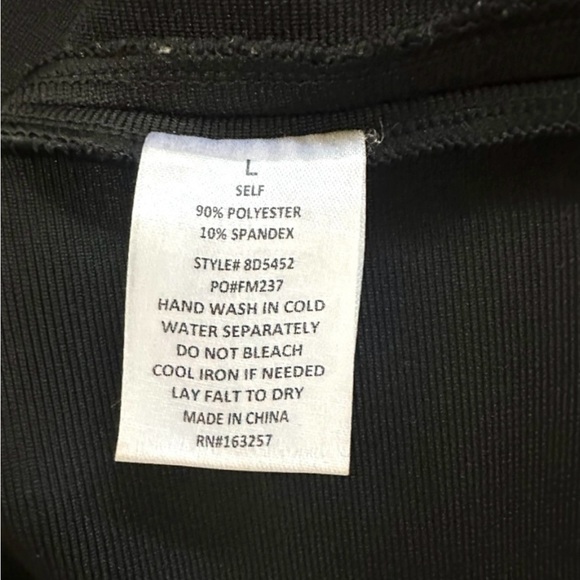 L
SELF
90% POLYESTER
10% SPANDEX
STYLE# 8D5452
PO#FM237
HAND WASH IN COLD
WATER SEPARATELY
DO NOT BLEACH
COOL IRON IF NEEDED
LAY FALT TO DRY
MADE IN CHINA
RN#163257